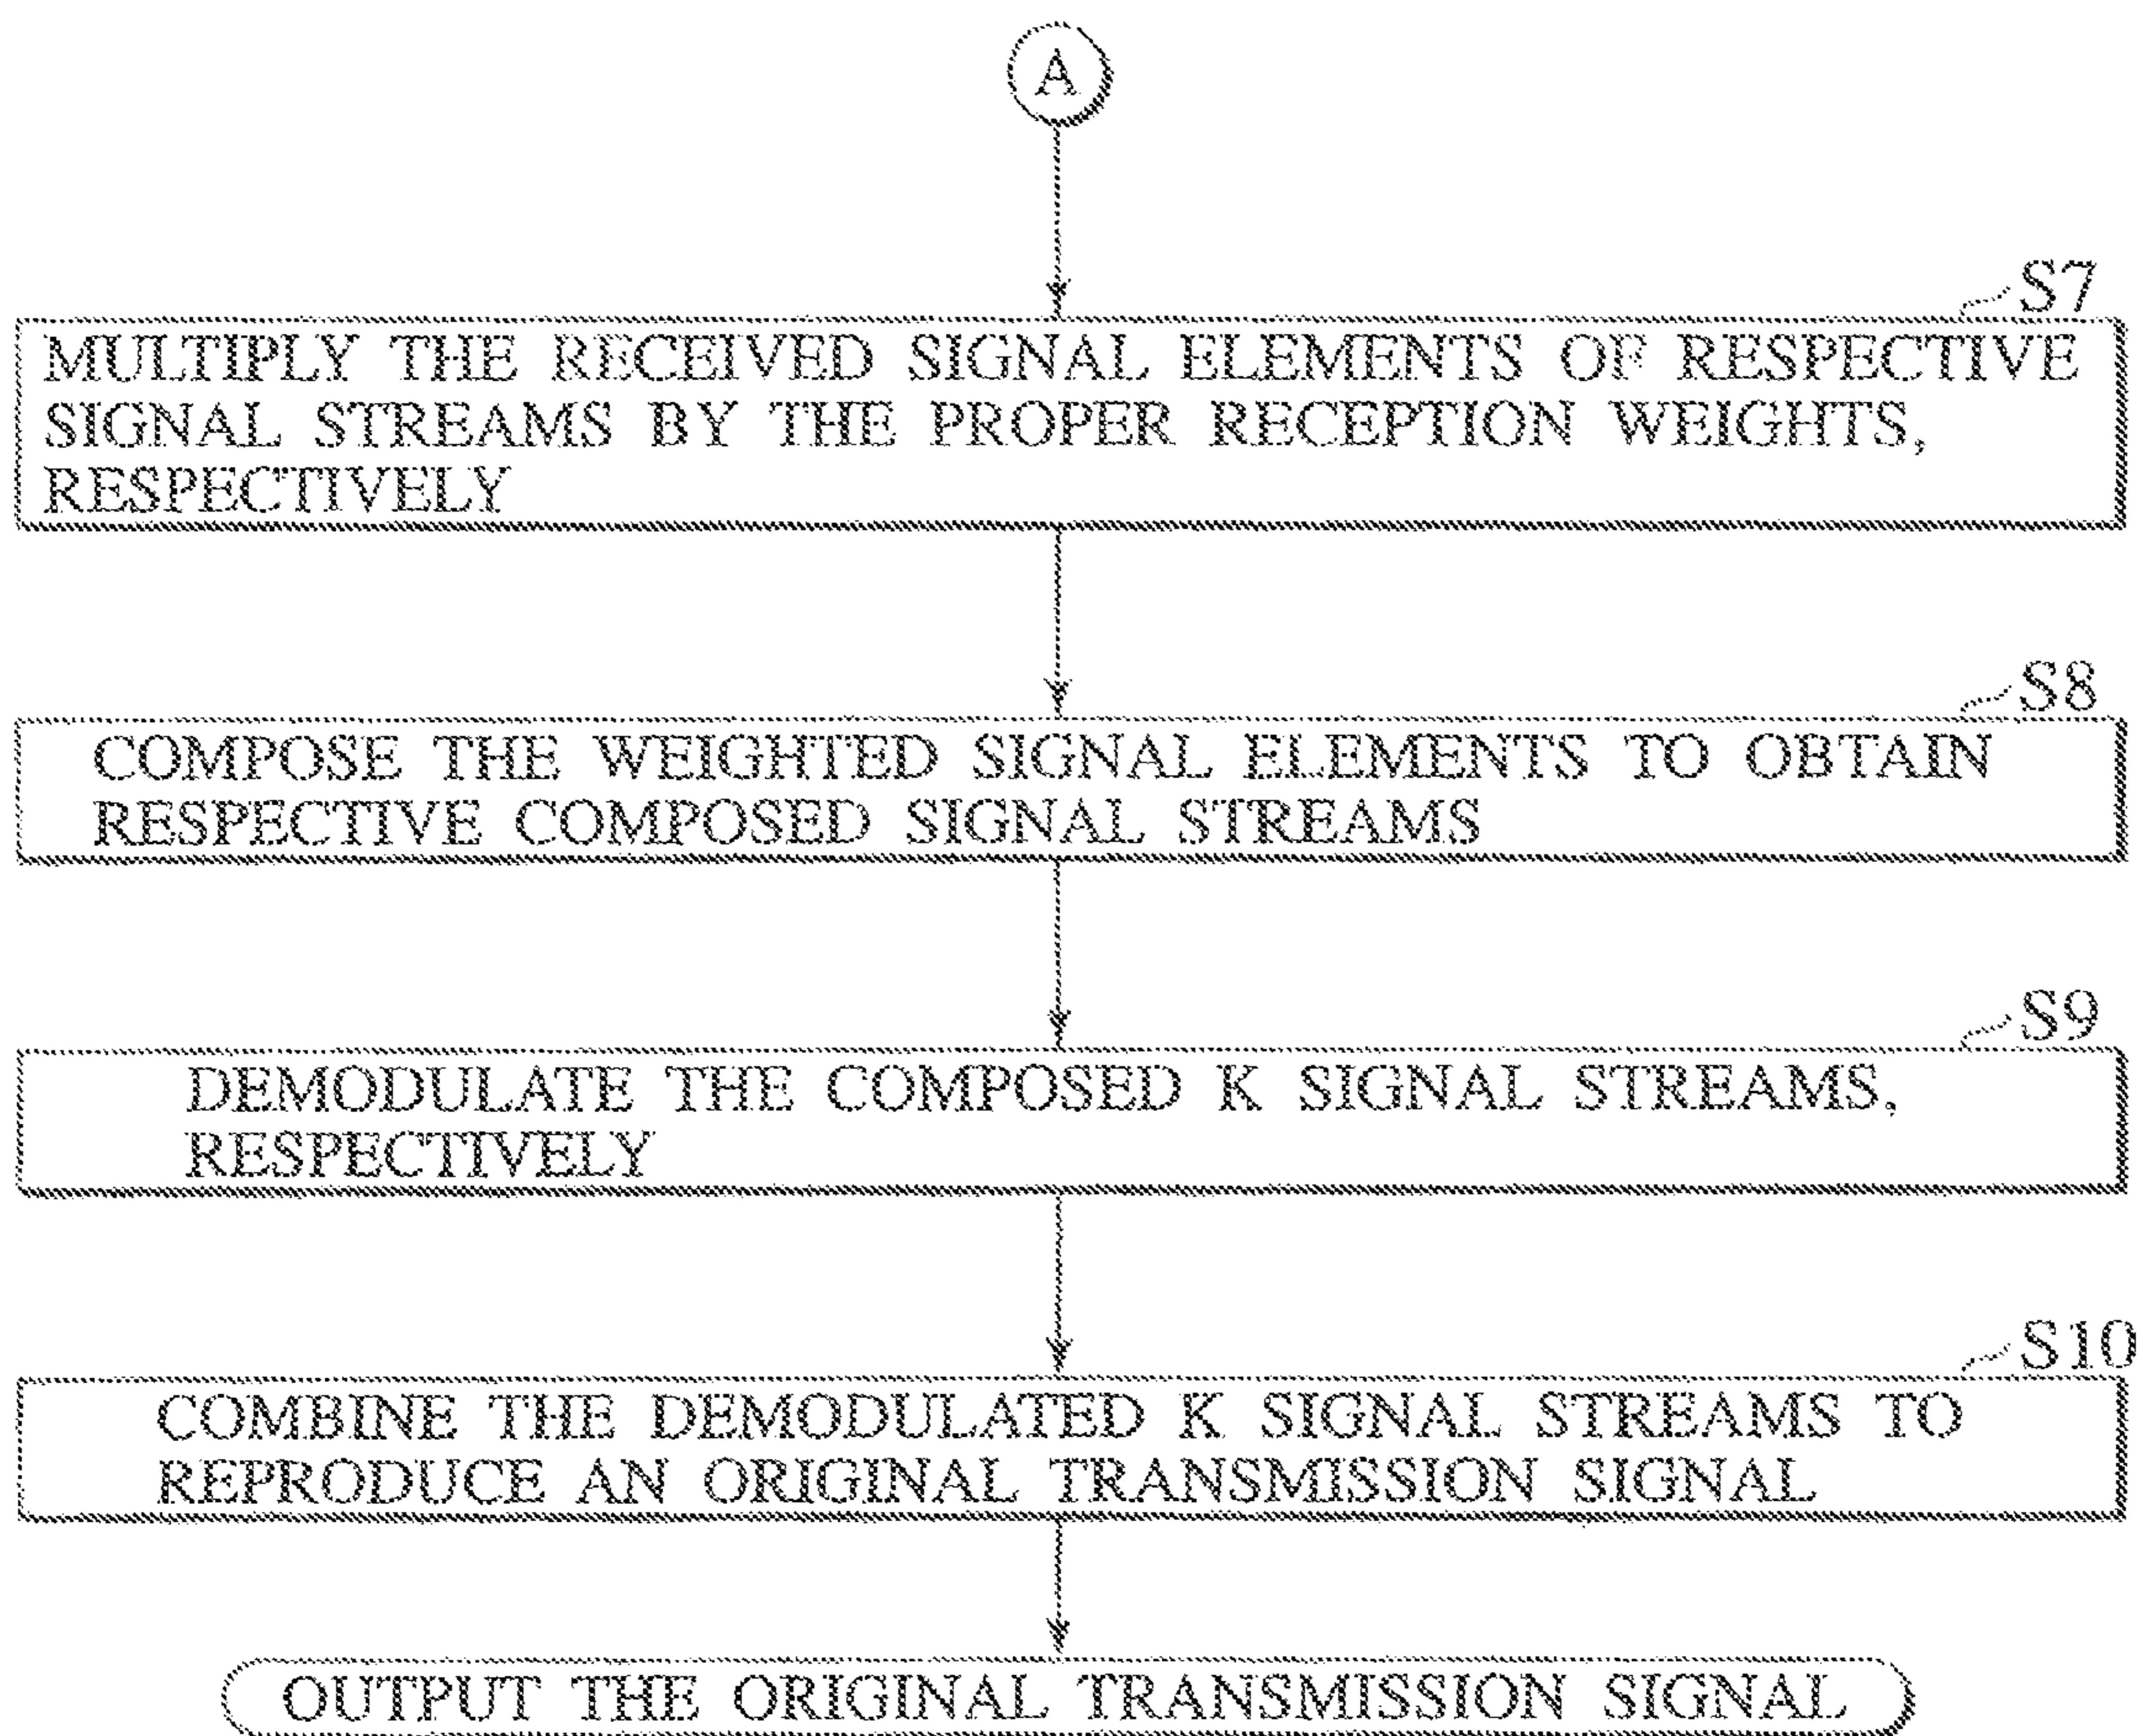 A
S7
MULTIPLY THE RECEIVED SIGNAL ELEMENTS OF RESPECTIVE
SIGNAL STREAMS BY THE PROPER RECEPTION WEIGHTS,
RESPECTIVELY
S8
COMPOSE THE WEIGHTED SIGNAL ELEMENTS TO OBTAIN
RESPECTIVE COMPOSED SIGNAL STREAMS
S9
DEMODULATE THE COMPOSED K SIGNAL STREAMS,
RESPECTIVELY
S10
COMBINE THE DEMODULATED K SIGNAL STREAMS TO
REPRODUCE AN ORIGINAL TRANSMISSION SIGNAL
OUTPUT THE ORIGINAL TRANSMISSION SIGNAL